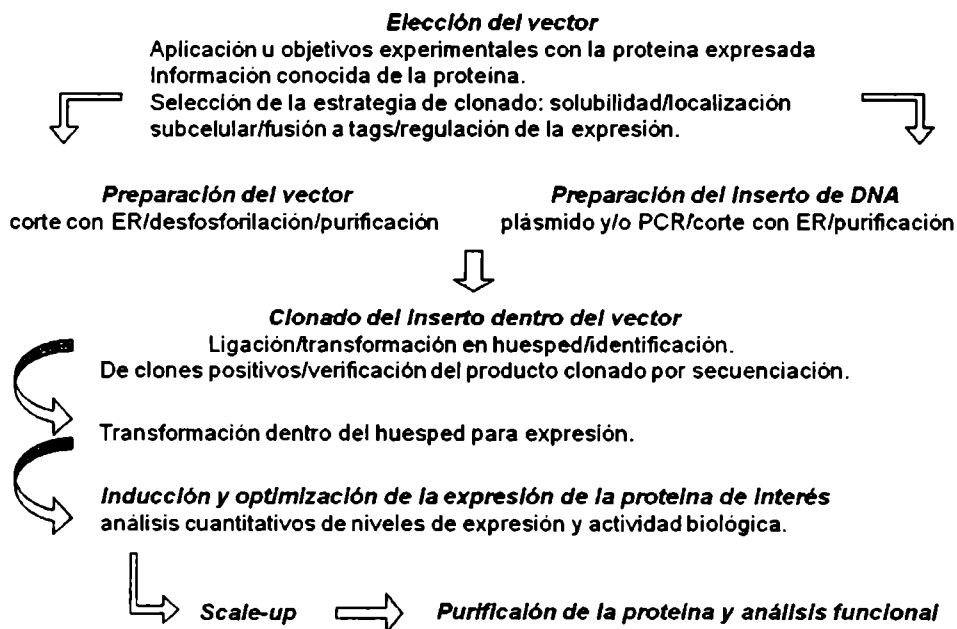 Elección del vector
Aplicación u objetivos experimentales con la proteína expresada
Información conocida de la proteína.
Selección de la estrategia de clonado: solubilidad/localización
subcelular/fusión a tags/regulación de la expresión.
Preparación del vector
corte con ER/desfosforilación/purificación
Preparación del inserto de DNA
plásmido y/o PCR/corte con ER/purificación
Clonado del inserto dentro del vector
Ligación/transformación en huesped/identificación.
De clones positivos/verificación del producto clonado por secuenciación.
Transformación dentro del huesped para expresión.
Inducción y optimización de la expresión de la proteina de interés
análisis cuantitativos de niveles de expresión y actividad biológica.
Scale-up
Purificaión de la proteina y análisis funcional